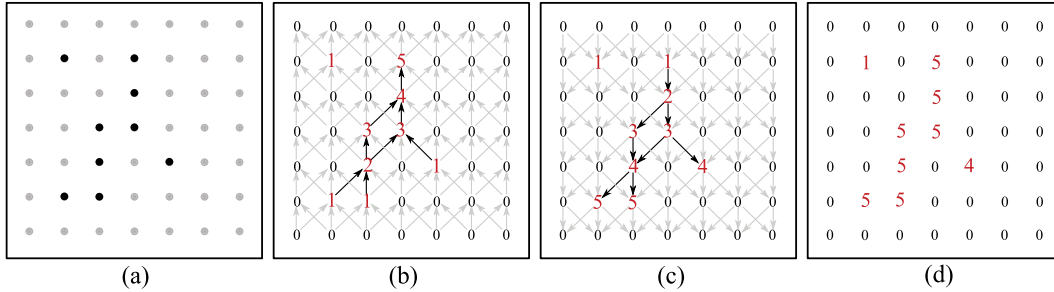 (a)
0 0 0 0 0 0 0
0 1 0 5 0 0 0
0 0 0 4 0 0 0
0 0 3 3 0 0 0
0 0 2 0 1 0 0
0 1 1 0 0 0 0
0 0 0 0 0 0 0
(b)
0 0 0 0 0 0 0
0 1 0 1 0 0 0
0 0 0 2 0 0 0
0 0 3 3 0 0 0
0 0 4 0 4 0 0
0 5 5 0 0 0 0
0 0 0 0 0 0 0
(c)
0 0 0 0 0 0 0
0 1 0 5 0 0 0
0 0 0 5 0 0 0
0 0 5 5 0 0 0
0 0 5 0 4 0 0
0 5 5 0 0 0 0
0 0 0 0 0 0 0
(d)